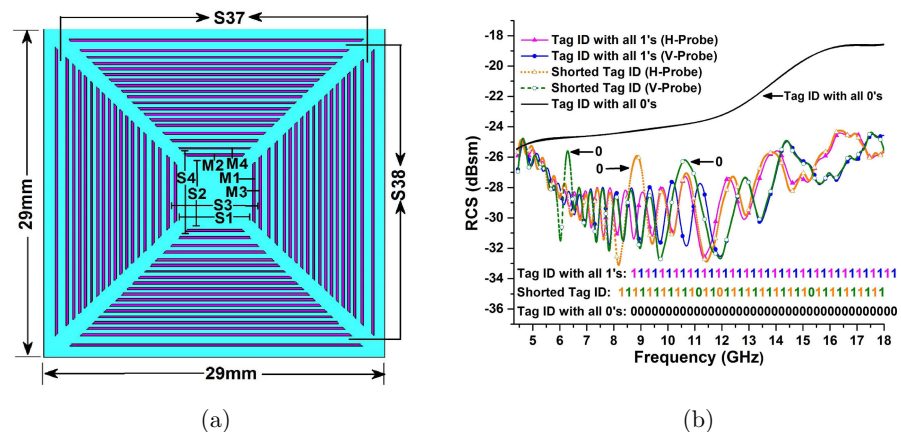 S37
S38
29mm
M4
M2
M1
M3
S4
S2
S3
S1
29mm
(a)
Tag ID with all 1's (H-Probe)
Tag ID with all 1's (V-Probe)
Shorted Tag ID (H-Probe)
Shorted Tag ID (V-Probe)
Tag ID with all 0's
Tag ID with all 0's
0
0
0
Tag ID with all 1's: 11111111111111111111111111111111111111
Shorted Tag ID: 11111111111011011111111111101111111111
Tag ID with all 0's: 00000000000000000000000000000000000000
RCS (dBsm)
-18
-20
-22
-24
-26
-28
-30
-32
-34
-36
5 6 7 8 9 10 11 12 13 14 15 16 17 18
Frequency (GHz)
(b)